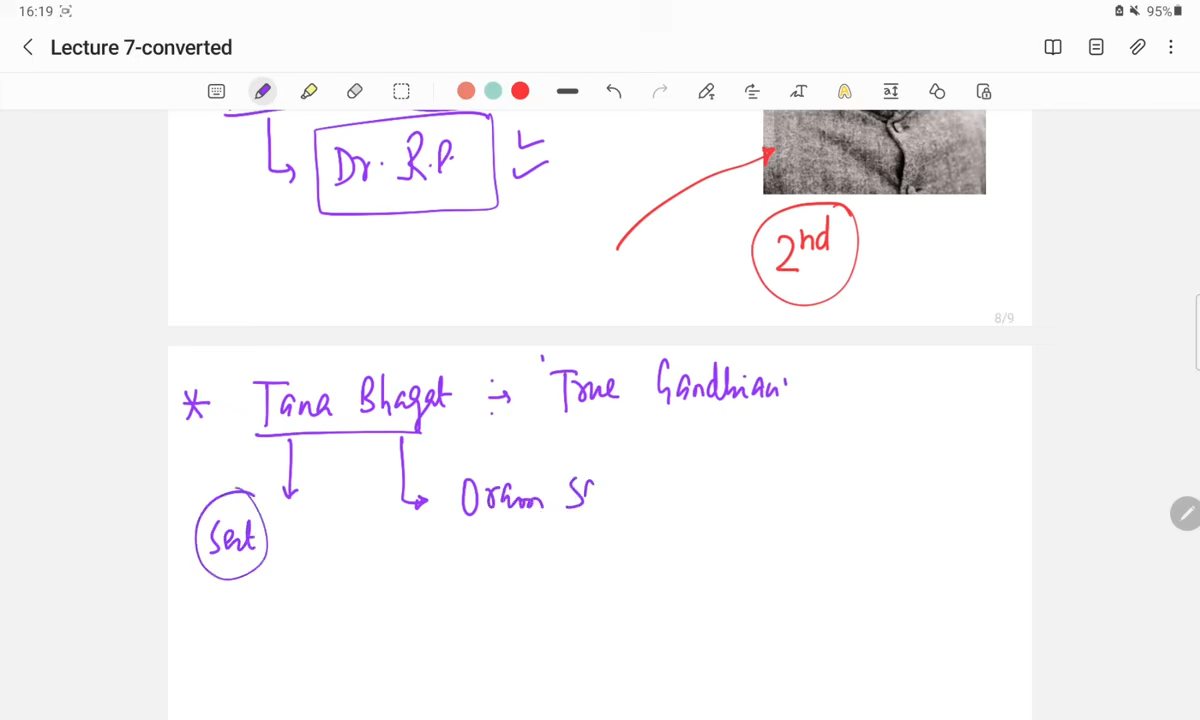 16:19
95%
Lecture 7-converted
Dr. R.P.
2nd
8/9
* Tana Bhagat :→ 'True Gandhian'
Sect
Oraon